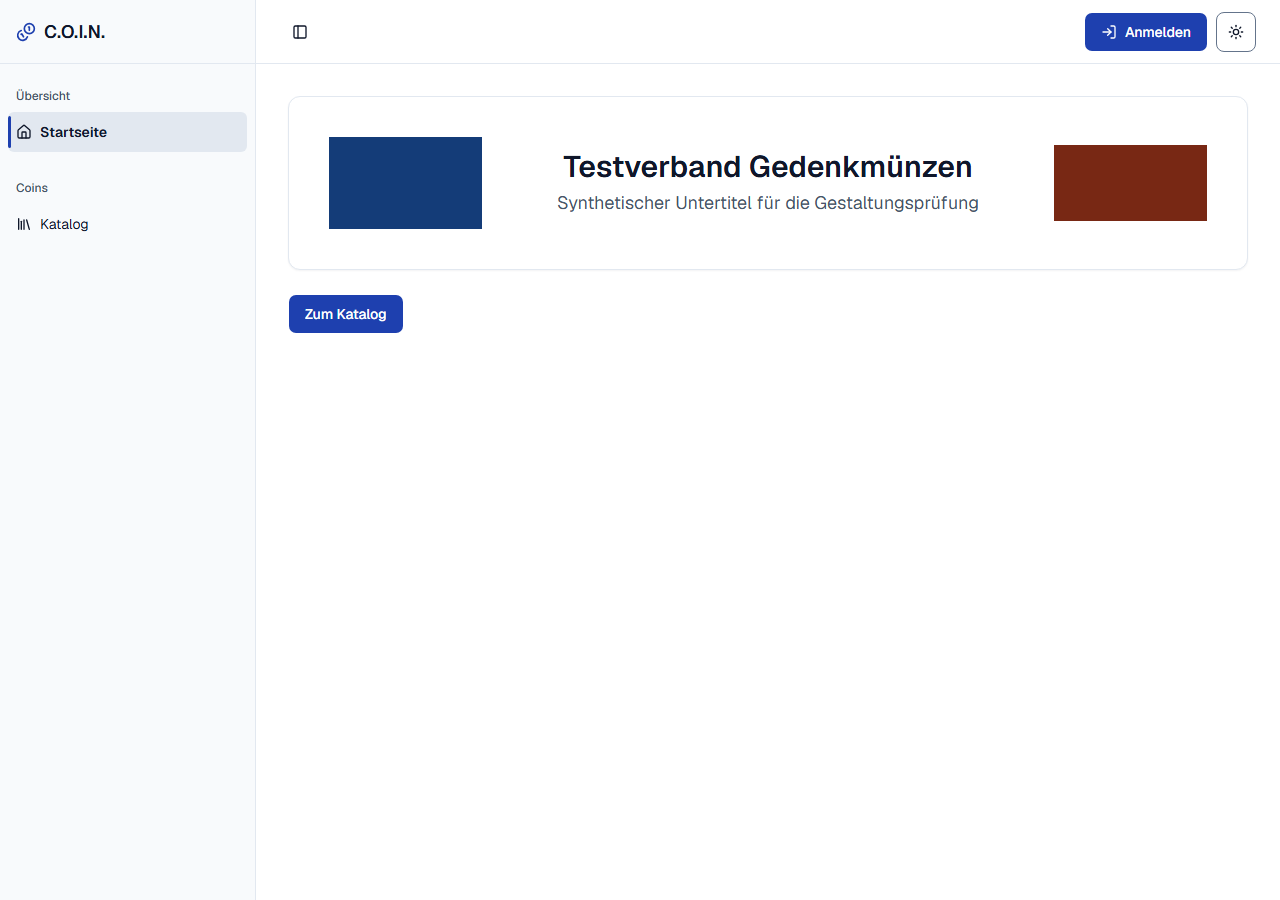 C.O.I.N.
Anmelden
Übersicht
Startseite
Coins
Katalog
Testverband Gedenkmünzen
Synthetischer Untertitel für die Gestaltungsprüfung
Zum Katalog